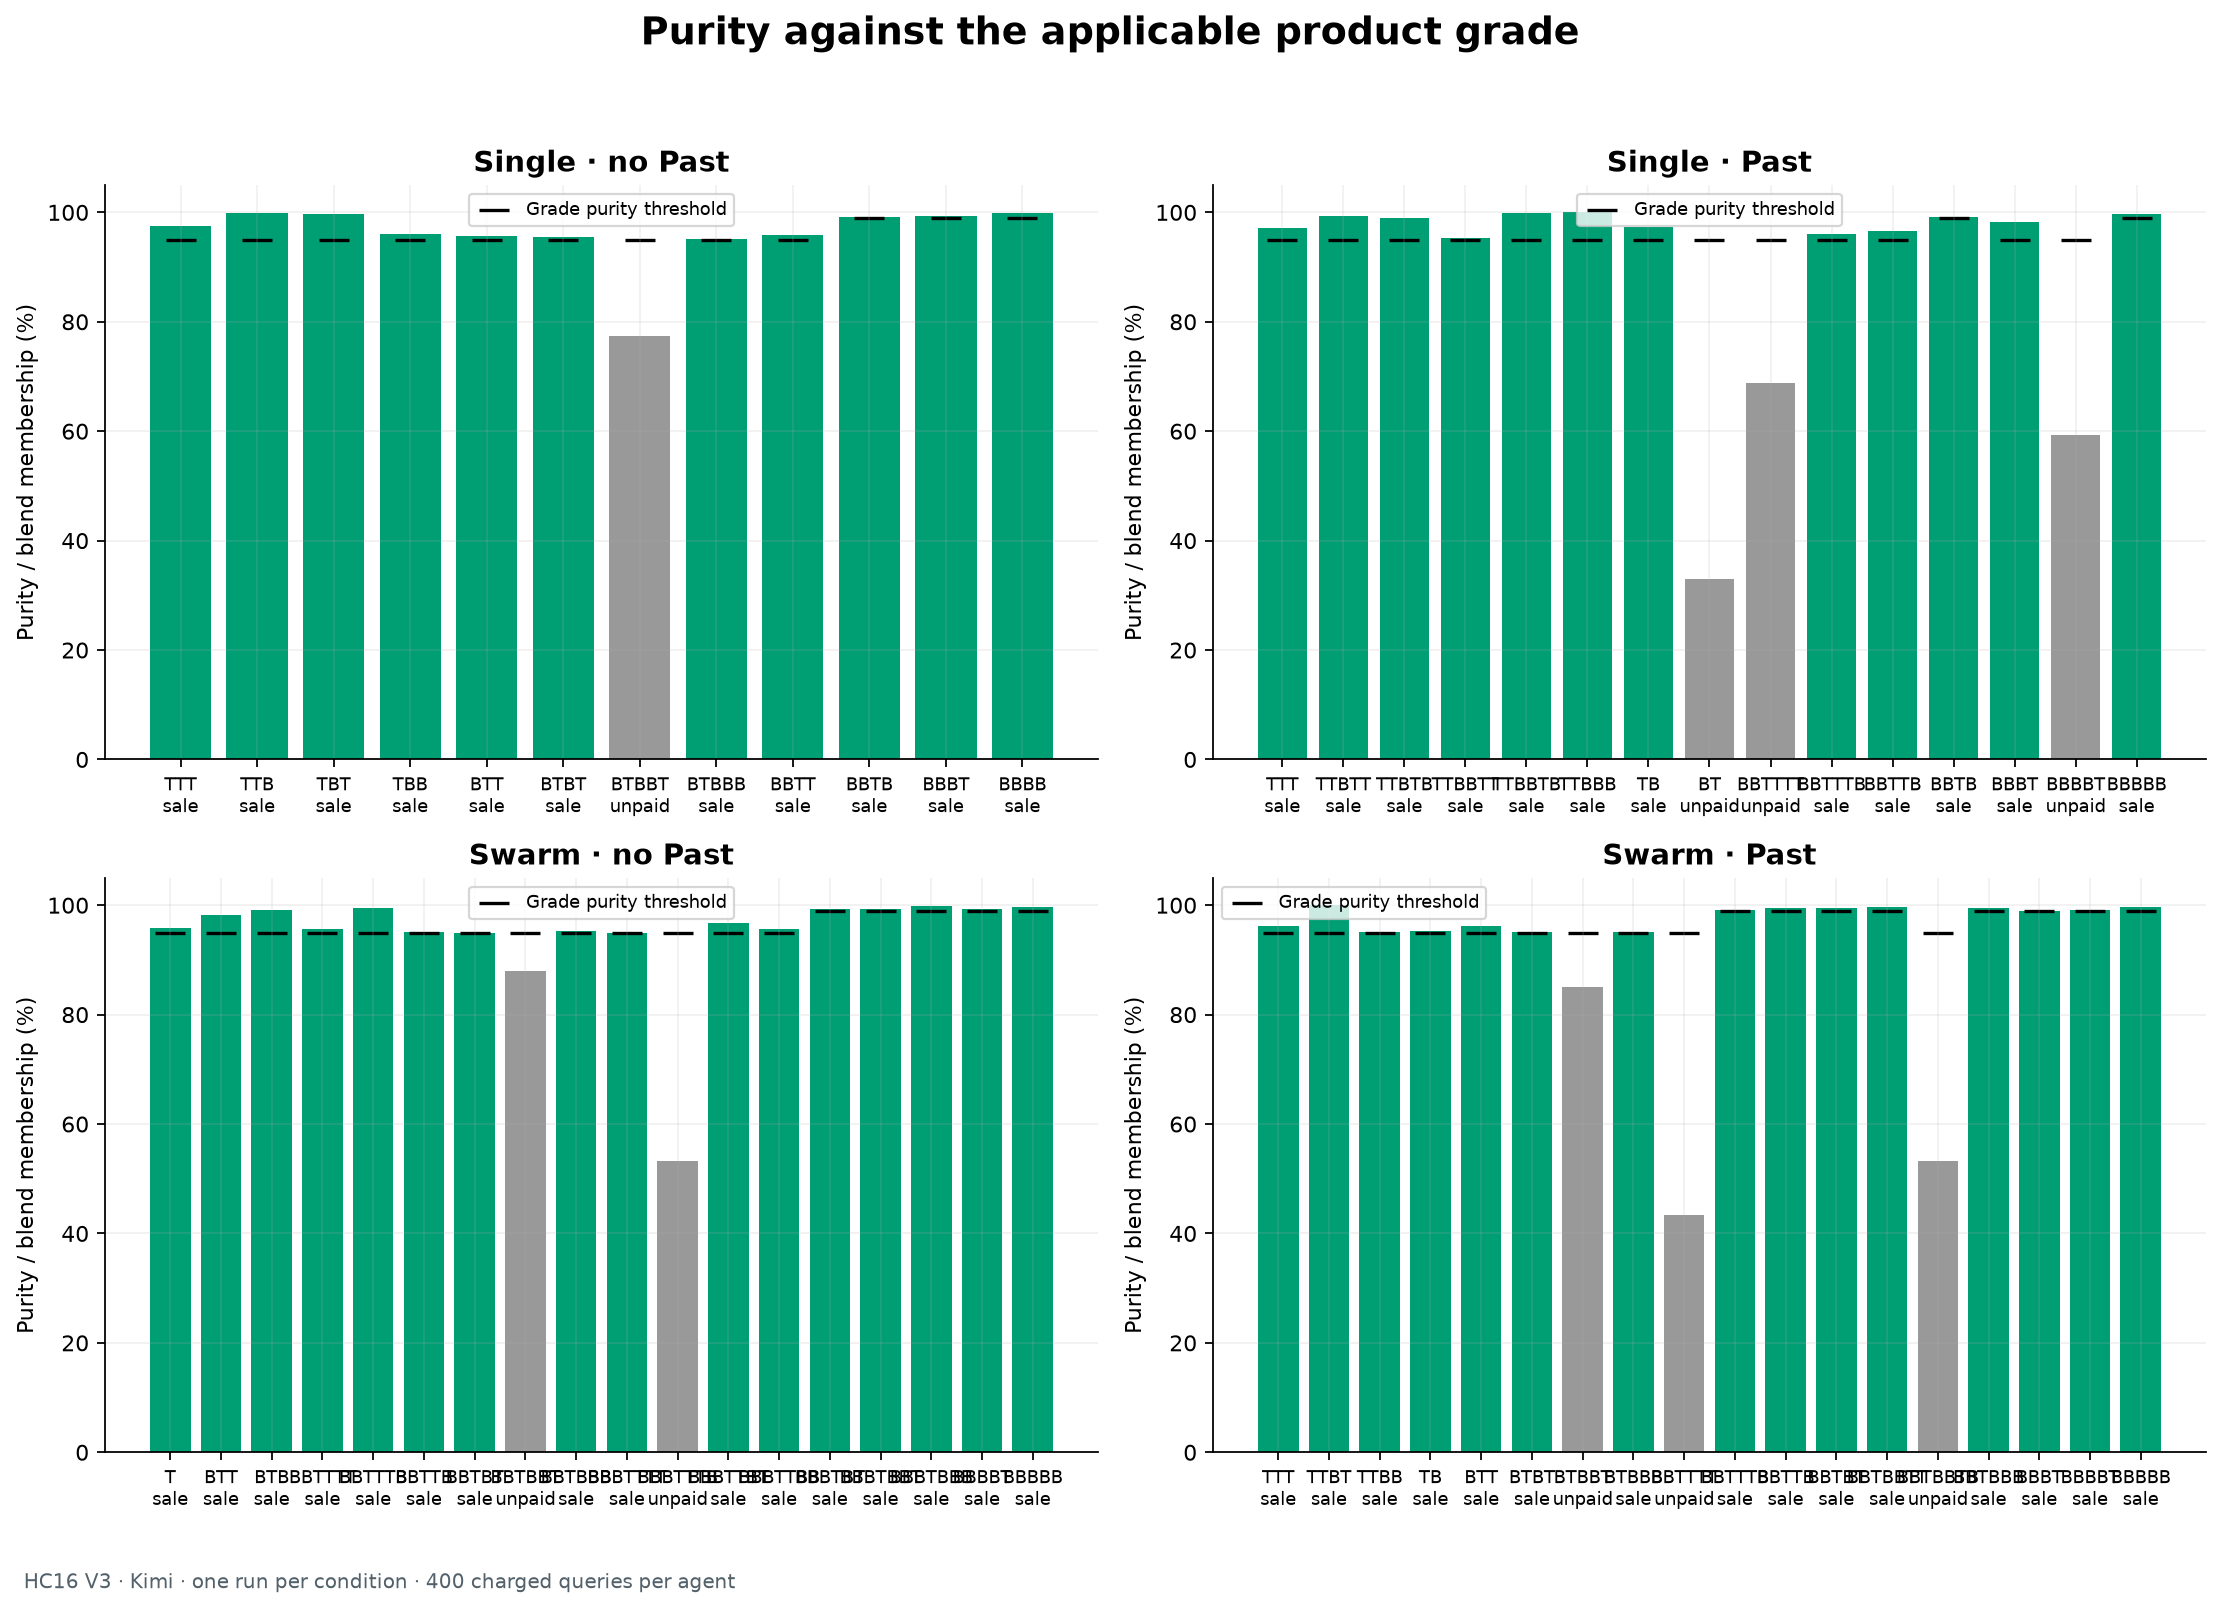 Purity against the applicable product grade
Single · no Past
Grade purity threshold
Purity / blend membership (%)
100
80
60
40
20
0
TTT TTB TBT TBB BTT BTBT BTBBT BTBBB BBTT BBTB BBBT BBBB
sale sale sale sale sale sale unpaid sale sale sale sale sale
Single · Past
Grade purity threshold
Purity / blend membership (%)
100
80
60
40
20
0
TTT TTBTT TTBTB TTBBB TB BT BBTTB BBTB BBBT BBBBT BBBBB
sale sale sale sale sale sale sale unpaid unpaid sale sale sale sale unpaid sale
Swarm · no Past
Grade purity threshold
Purity / blend membership (%)
100
80
60
40
20
0
T BTT
sale sale sale sale sale sale sale unpaid sale sale unpaid sale sale sale sale sale sale sale
Swarm · Past
Grade purity threshold
Purity / blend membership (%)
100
80
60
40
20
0
TTT TTBT TTBB TB BTT
sale sale sale sale sale sale unpaid sale unpaid sale sale sale sale unpaid sale sale sale sale
HC16 V3 · Kimi · one run per condition · 400 charged queries per agent